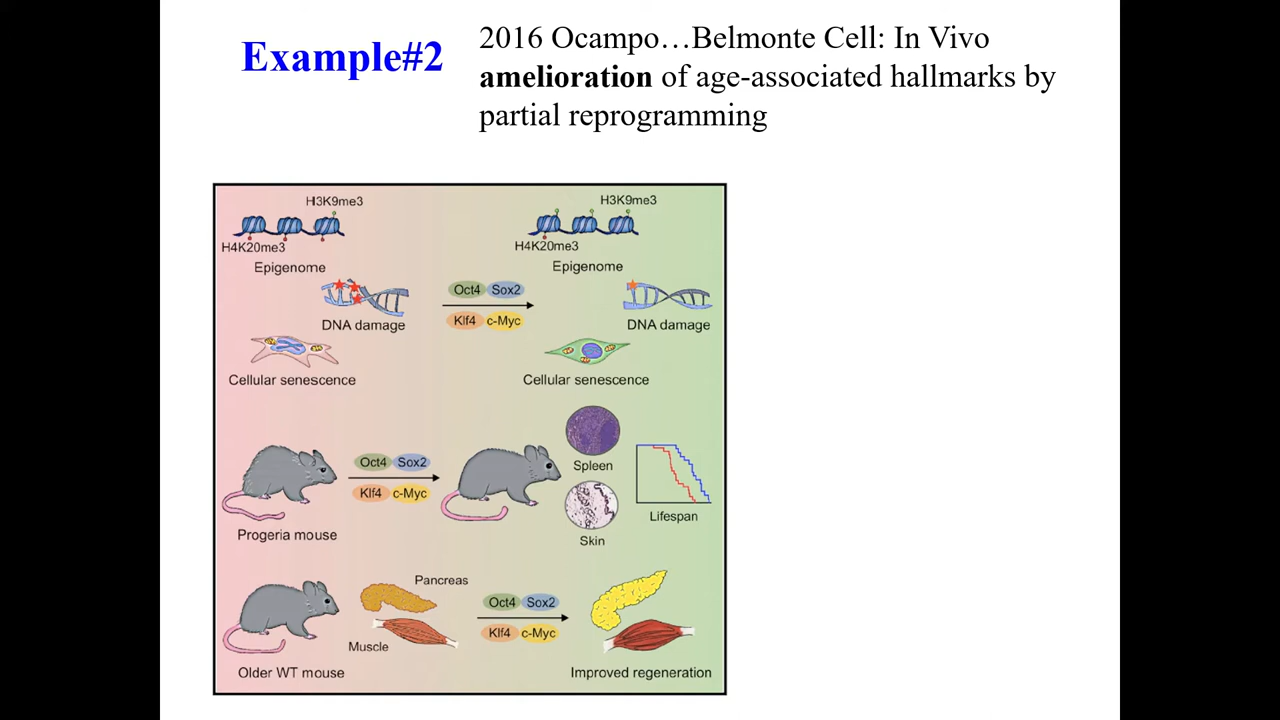 Example#2
2016 Ocampo…Belmonte Cell: In Vivo
amelioration of age-associated hallmarks by
partial reprogramming
H3K9me3
H4K20me3
Epigenome
H3K9me3
H4K20me3
Epigenome
DNA damage
Oct4 Sox2
Klf4 c-Myc
DNA damage
Cellular senescence
Cellular senescence
Progeria mouse
Oct4 Sox2
Klf4 c-Myc
Spleen
Skin
Lifespan
Older WT mouse
Pancreas
Muscle
Oct4 Sox2
Klf4 c-Myc
Improved regeneration